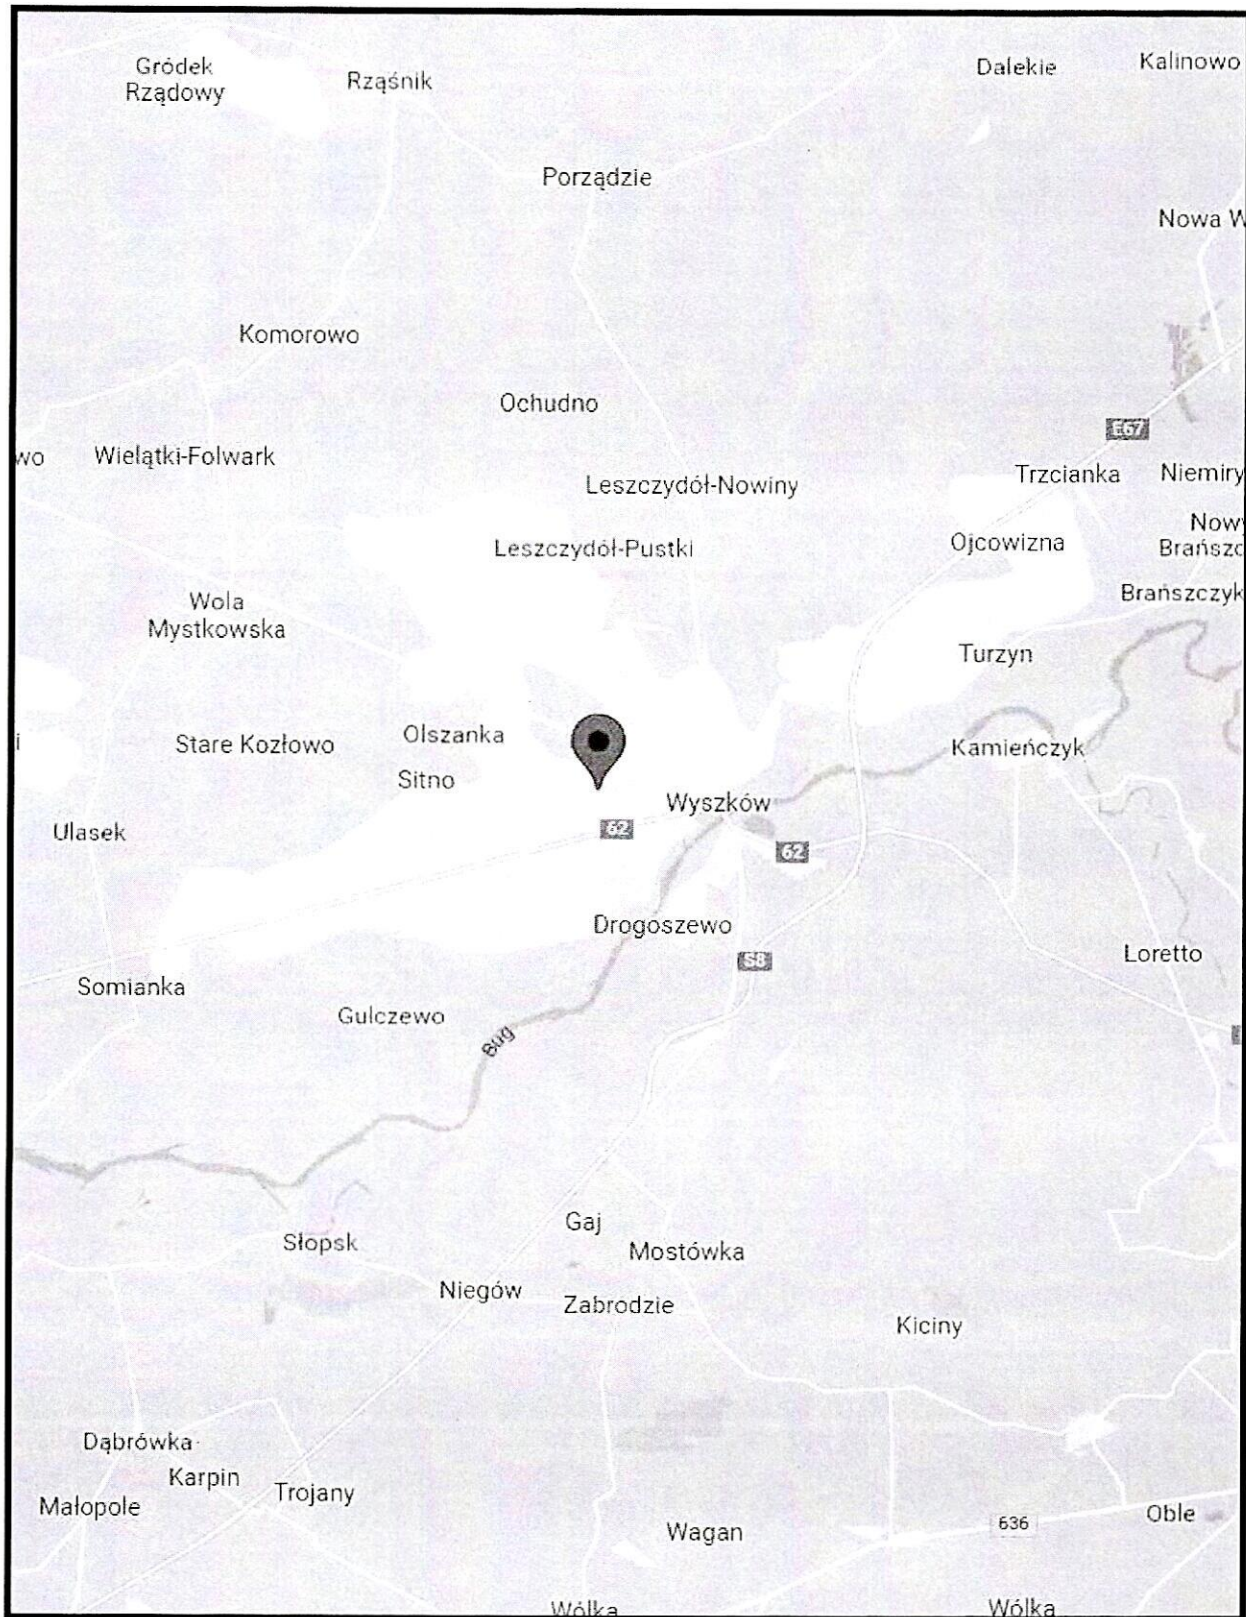 Gródek
Rządowy
Rząśnik
Dalekie
Kalinowo
Porządzie
Nowa W
Komorowo
Ochudno
E67
wo
Wielątki-Folwark
Leszczydół-Nowiny
Trzcianka
Niemiry
Leszczydół-Pustki
Ojcowizna
Nowy
Brańszc
Brańszczyk
Wola
Mystkowska
Turzyn
i
Stare Kozłowo
Olszanka
Kamieńczyk
Sitno
Wyszków
Ulasek
62
62
Drogoszewo
S8
Loretto
Somianka
Gulczewo
Bug
Gaj
Słopsk
Mostówka
Niegów
Zabrodzie
Kiciny
Dąbrówka
Karpin
Trojany
Małopole
Wagan
636
Oble
Wólka
Wólka